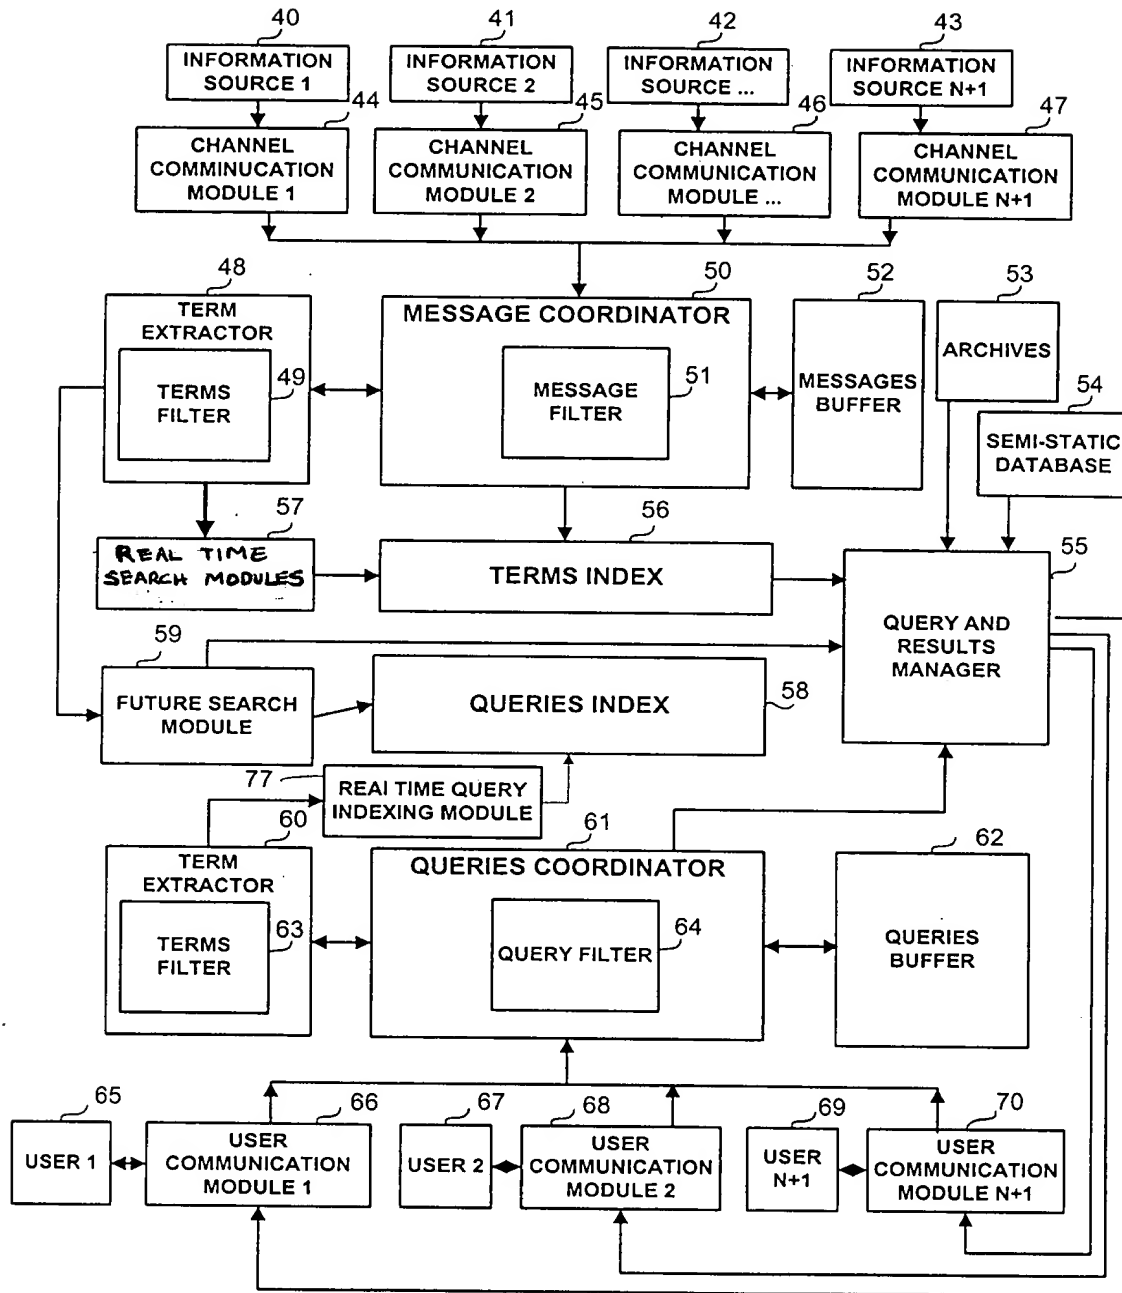 40
41
42
43
INFORMATION
SOURCE 1
INFORMATION
SOURCE 2
INFORMATION
SOURCE ...
INFORMATION
SOURCE N+1
44
45
46
47
CHANNEL
COMMINUCATION
MODULE 1
CHANNEL
COMMUNICATION
MODULE 2
CHANNEL
COMMUNICATION
MODULE ...
CHANNEL
COMMUNICATION
MODULE N+1
48
50
52
53
TERM
EXTRACTOR
49
TERMS
FILTER
MESSAGE COORDINATOR
51
MESSAGE
FILTER
MESSAGES
BUFFER
ARCHIVES
54
SEMI-STATIC
DATABASE
57
56
55
REAL TIME
SEARCH MODULES
TERMS INDEX
QUERY AND
RESULTS
MANAGER
59
FUTURE SEARCH
MODULE
QUERIES INDEX
58
77
REAI TIME QUERY
INDEXING MODULE
60
61
62
TERM
EXTRACTOR
63
TERMS
FILTER
QUERIES COORDINATOR
64
QUERY FILTER
QUERIES
BUFFER
65
66
67
68
69
70
USER 1
USER
COMMUNICATION
MODULE 1
USER 2
USER
COMMUNICATION
MODULE 2
USER
N+1
USER
COMMUNICATION
MODULE N+1